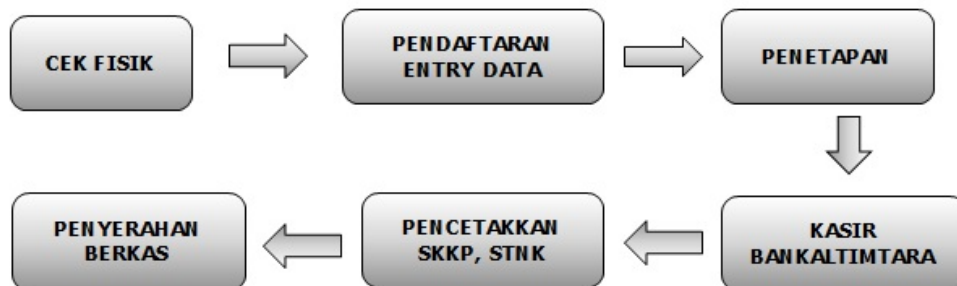 CEK FISIK
PENDAFTARAN
ENTRY DATA
PENETAPAN
KASIR
BANKALTIMTARA
PENCETAKKAN
SKKP, STNK
PENYERAHAN
BERKAS